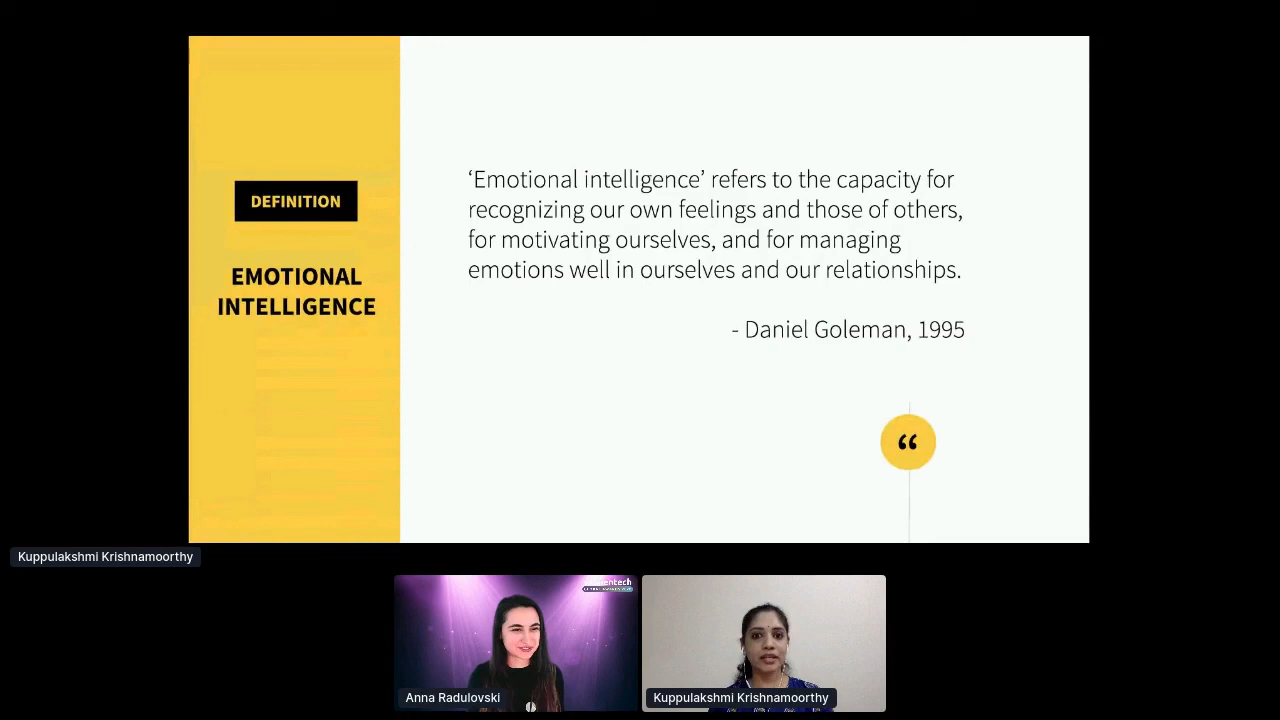 DEFINITION
EMOTIONAL
INTELLIGENCE
‘Emotional intelligence’ refers to the capacity for
recognizing our own feelings and those of others,
for motivating ourselves, and for managing
emotions well in ourselves and our relationships.
- Daniel Goleman, 1995
“
Kuppulakshmi Krishnamoorthy
Anna Radulovski
Kuppulakshmi Krishnamoorthy